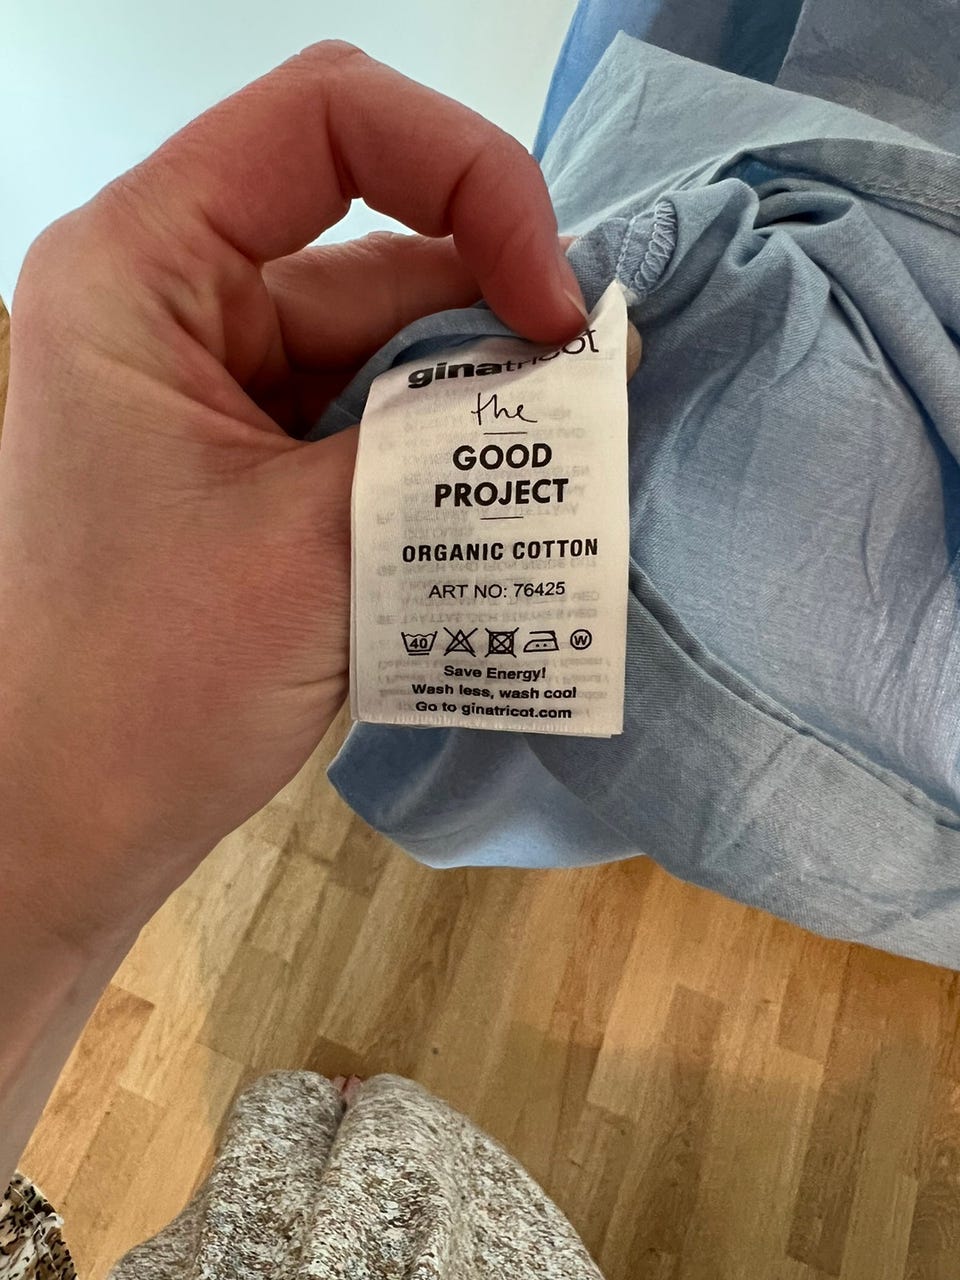 ginatricot
the
GOOD
PROJECT
ORGANIC COTTON
ART NO: 76425
40 W
Save Energy!
Wash less, wash cool
Go to ginatricot.com